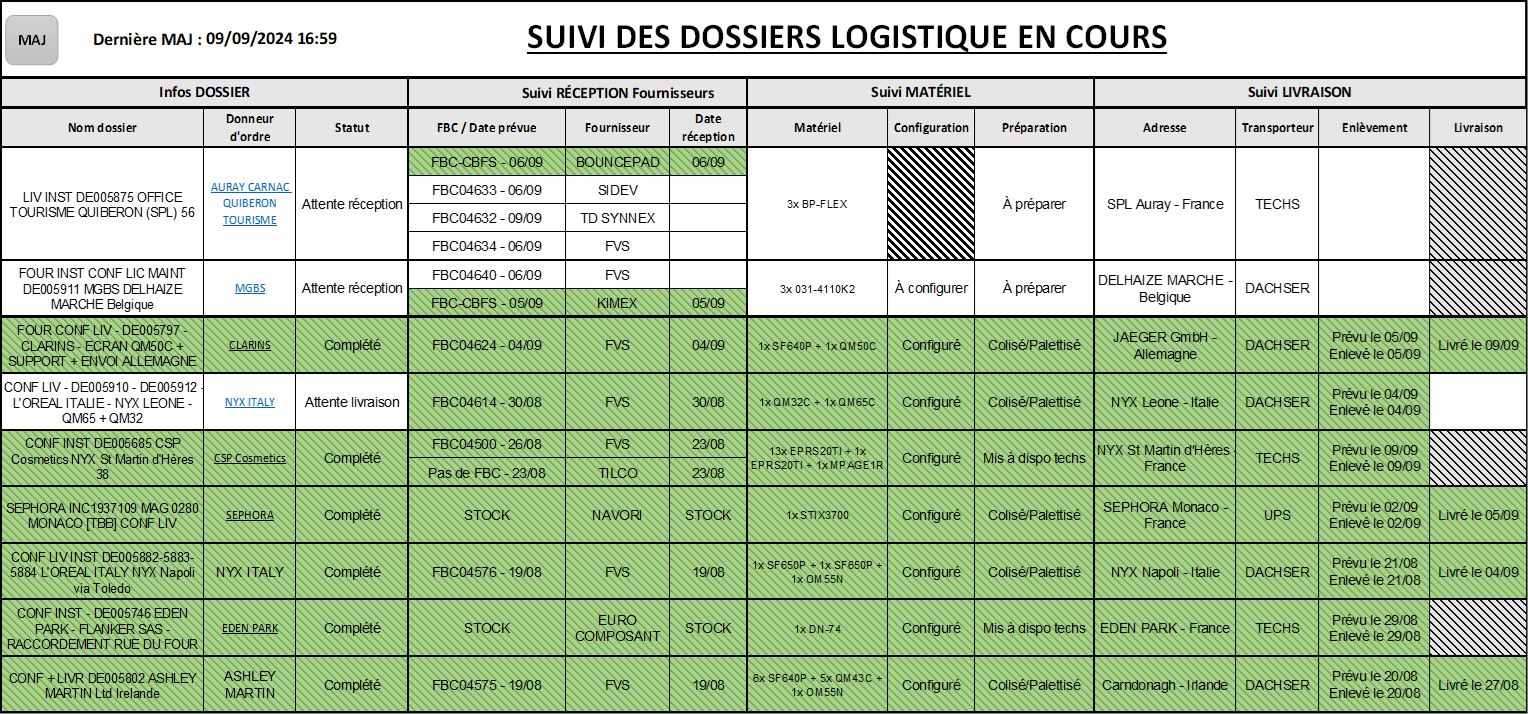 MAJ
Dernière MAJ : 09/09/2024 16:59
SUIVI DES DOSSIERS LOGISTIQUE EN COURS
Infos DOSSIER
Suivi RÉCEPTION Fournisseurs
Suivi MATÉRIEL
Suivi LIVRAISON
Nom dossier
Donneur
d'ordre
Statut
FBC / Date prévue
Fournisseur
Date
réception
Matériel
Configuration
Préparation
Adresse
Transporteur
Enlèvement
Livraison
LIV INST DE005875 OFFICE
TOURISME QUIBERON (SPL) 56
AURAY CARNAC
QUIBERON
TOURISME
Attente réception
FBC-CBFS - 06/09
BOUNCEPAD
06/09
FBC04633 - 06/09
SIDEV
FBC04632 - 09/09
TD SYNNEX
FBC04634 - 06/09
FVS
3x BP-FLEX
À préparer
SPL Auray - France
TECHS
FOUR INST CONF LIC MAINT
DE005911 MGBS DELHAIZE
MARCHE Belgique
MGBS
Attente réception
FBC04640 - 06/09
FVS
FBC-CBFS - 05/09
KIMEX
05/09
3x 031-4110K2
À configurer
À préparer
DELHAIZE MARCHE -
Belgique
DACHSER
FOUR CONF LIV - DE005797 -
CLARINS - ECRAN QM50C +
SUPPORT + ENVOI ALLEMAGNE
CLARINS
Complété
FBC04624 - 04/09
FVS
04/09
1x SF640P + 1x QM50C
Configuré
Colisé/Palettisé
JAEGER GmbH -
Allemagne
DACHSER
Prévu le 05/09
Enlevé le 05/09
Livré le 09/09
CONF LIV - DE005910 - DE005912 -
L'OREAL ITALIE - NYX LEONE -
QM65 + QM32
NYX ITALY
Attente livraison
FBC04614 - 30/08
FVS
30/08
1x QM32C + 1x QM65C
Configuré
Colisé/Palettisé
NYX Leone - Italie
DACHSER
Prévu le 04/09
Enlevé le 04/09
CONF INST DE005685 CSP
Cosmetics NYX St Martin d'Hères
38
CSP Cosmetics
Complété
FBC04500 - 26/08
FVS
23/08
Pas de FBC - 23/08
TILCO
23/08
13x EPRS20TI + 1x
EPRS20TI + 1x MPAGE1R
Configuré
Mis à dispo techs
NYX St Martin d'Hères -
France
TECHS
Prévu le 09/09
Enlevé le 09/09
SEPHORA INC1937109 MAG 0280
MONACO [TBB] CONF LIV
SEPHORA
Complété
STOCK
NAVORI
STOCK
1x STIX3700
Configuré
Colisé/Palettisé
SEPHORA Monaco -
France
UPS
Prévu le 02/09
Enlevé le 02/09
Livré le 05/09
CONF LIV INST DE005882-5883-
5884 L'OREAL ITALY NYX Napoli
via Toledo
NYX ITALY
Complété
FBC04576 - 19/08
FVS
19/08
1x SF650P + 1x SF650P +
1x OM55N
Configuré
Colisé/Palettisé
NYX Napoli - Italie
DACHSER
Prévu le 21/08
Enlevé le 21/08
Livré le 04/09
CONF INST - DE005746 EDEN
PARK - FLANKER SAS -
RACCORDEMENT RUE DU FOUR
EDEN PARK
Complété
STOCK
EURO
COMPOSANT
STOCK
1x DN-74
Configuré
Mis à dispo techs
EDEN PARK - France
TECHS
Prévu le 29/08
Enlevé le 29/08
CONF + LIVR DE005802 ASHLEY
MARTIN Ltd Irelande
ASHLEY
MARTIN
Complété
FBC04575 - 19/08
FVS
19/08
6x SF640P + 5x QM43C +
1x OM55N
Configuré
Colisé/Palettisé
Carndonagh - Irlande
DACHSER
Prévu le 20/08
Enlevé le 20/08
Livré le 27/08